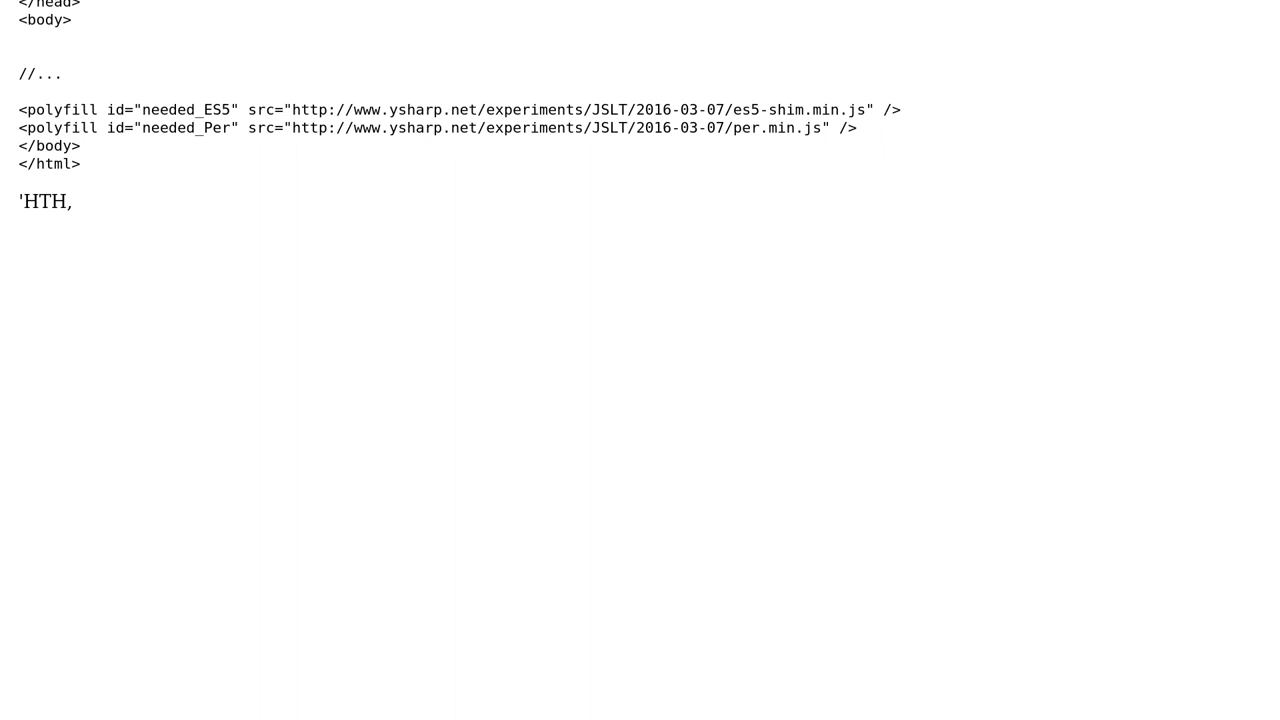 </head>
<body>
//...
<polyfill id="needed_ES5" src="http://www.ysharp.net/experiments/JSLT/2016-03-07/es5-shim.min.js" />
<polyfill id="needed_Per" src="http://www.ysharp.net/experiments/JSLT/2016-03-07/per.min.js" />
</body>
</html>
'HTH,